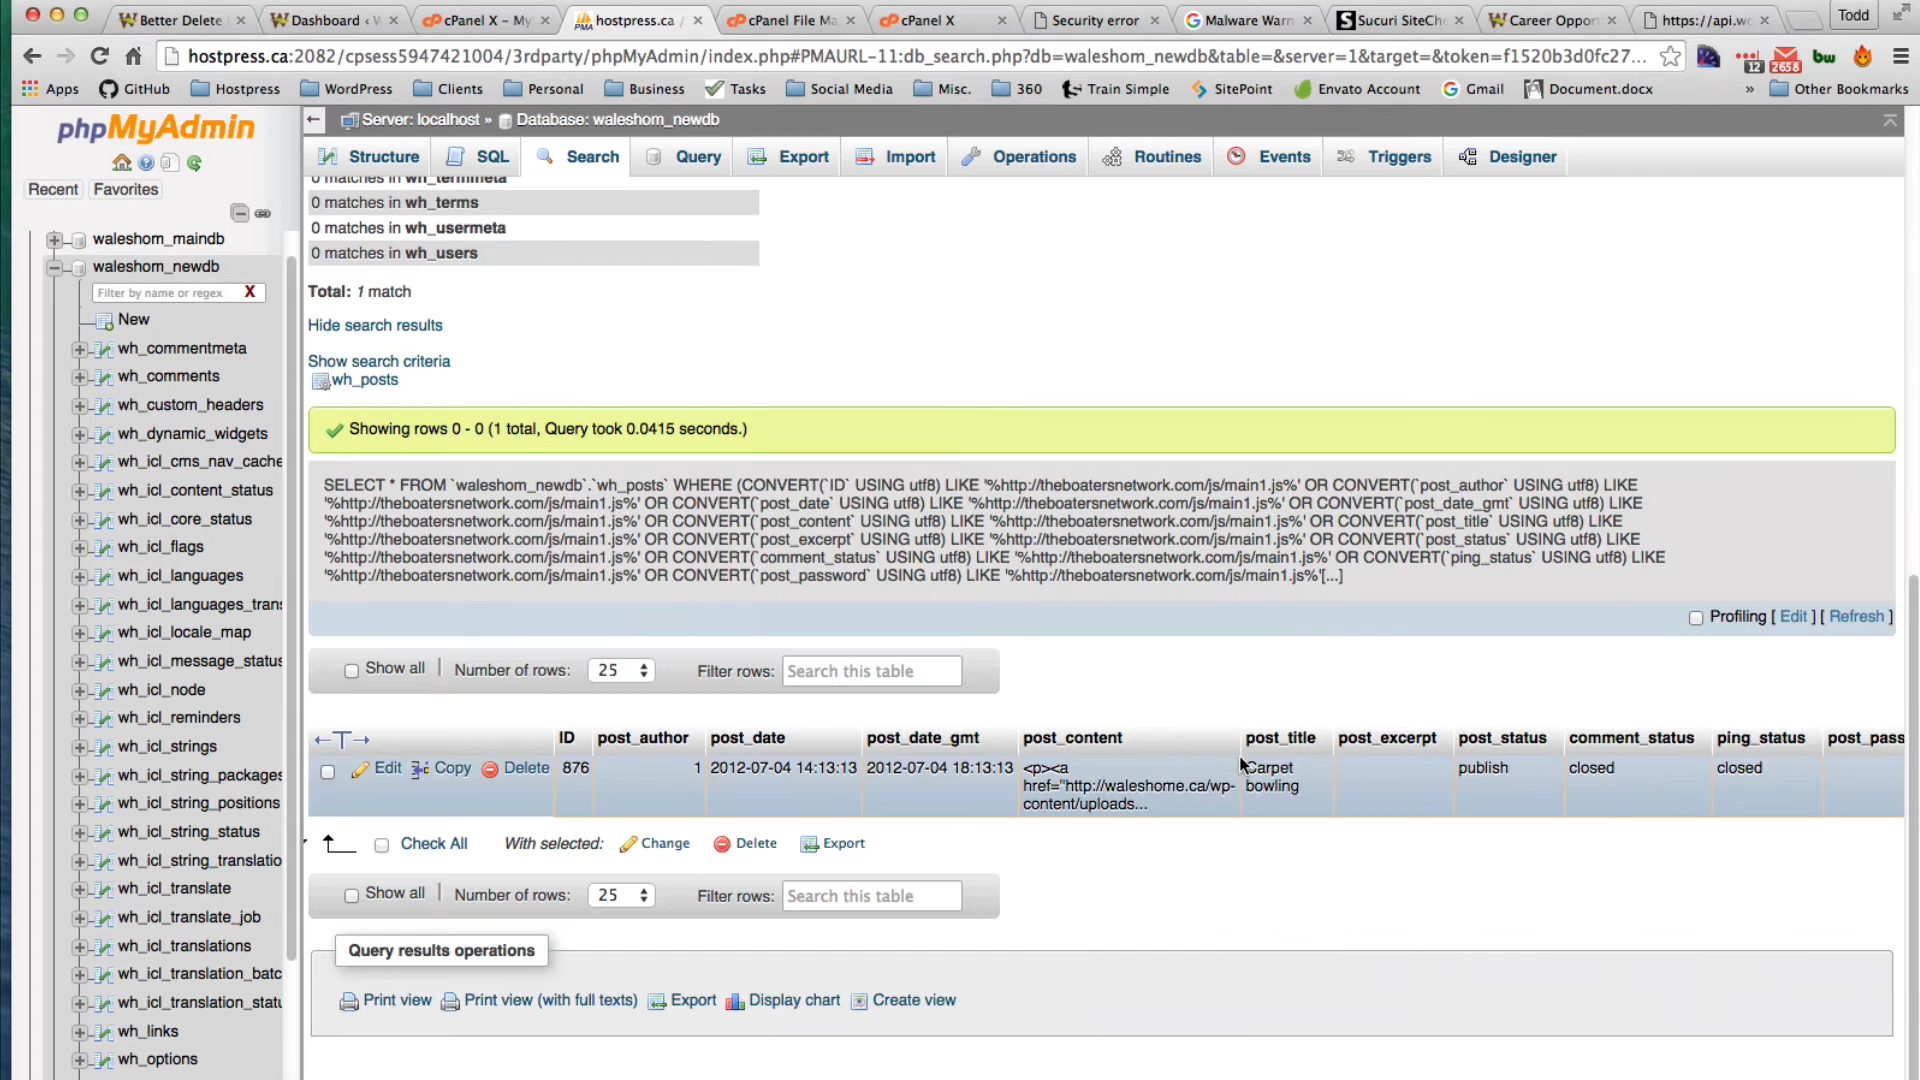 Better Delete
Dashboard ‹ W
cPanel X – My
hostpress.ca /
cPanel File Ma
cPanel X
Security error
Malware Warn
Sucuri SiteChe
Career Oppor
https://api.wo
Todd
hostpress.ca:2082/cpsess5947421004/3rdparty/phpMyAdmin/index.php#PMAURL-11:db_search.php?db=waleshom_newdb&table=&server=1&target=&token=f1520b3d0fc27...
12
2658
bw
Apps GitHub Hostpress WordPress Clients Personal Business Tasks Social Media Misc. 360 Train Simple SitePoint Envato Account Gmail Document.docx » Other Bookmarks
phpMyAdmin
Recent Favorites
waleshom_maindb
waleshom_newdb
Filter by name or regex X
New
wh_commentmeta
wh_comments
wh_custom_headers
wh_dynamic_widgets
wh_icl_cms_nav_cache
wh_icl_content_status
wh_icl_core_status
wh_icl_flags
wh_icl_languages
wh_icl_languages_trans
wh_icl_locale_map
wh_icl_message_status
wh_icl_node
wh_icl_reminders
wh_icl_strings
wh_icl_string_packages
wh_icl_string_positions
wh_icl_string_status
wh_icl_string_translatio
wh_icl_translate
wh_icl_translate_job
wh_icl_translations
wh_icl_translation_batc
wh_icl_translation_statu
wh_links
wh_options
Server: localhost » Database: waleshom_newdb
Structure SQL Search Query Export Import Operations Routines Events Triggers Designer
0 matches in wh_termmeta
0 matches in wh_terms
0 matches in wh_usermeta
0 matches in wh_users
Total: 1 match
Hide search results
Show search criteria
wh_posts
Showing rows 0 - 0 (1 total, Query took 0.0415 seconds.)
SELECT * FROM `waleshom_newdb`.`wh_posts` WHERE (CONVERT(`ID` USING utf8) LIKE '%http://theboatersnetwork.com/js/main1.js%' OR CONVERT(`post_author` USING utf8) LIKE
'%http://theboatersnetwork.com/js/main1.js%' OR CONVERT(`post_date` USING utf8) LIKE '%http://theboatersnetwork.com/js/main1.js%' OR CONVERT(`post_date_gmt` USING utf8) LIKE
'%http://theboatersnetwork.com/js/main1.js%' OR CONVERT(`post_content` USING utf8) LIKE '%http://theboatersnetwork.com/js/main1.js%' OR CONVERT(`post_title` USING utf8) LIKE
'%http://theboatersnetwork.com/js/main1.js%' OR CONVERT(`post_excerpt` USING utf8) LIKE '%http://theboatersnetwork.com/js/main1.js%' OR CONVERT(`post_status` USING utf8) LIKE
'%http://theboatersnetwork.com/js/main1.js%' OR CONVERT(`comment_status` USING utf8) LIKE '%http://theboatersnetwork.com/js/main1.js%' OR CONVERT(`ping_status` USING utf8) LIKE
'%http://theboatersnetwork.com/js/main1.js%' OR CONVERT(`post_password` USING utf8) LIKE '%http://theboatersnetwork.com/js/main1.js%'[...]
Profiling [ Edit ] [ Refresh ]
Show all | Number of rows: 25 Filter rows: Search this table
ID post_author post_date post_date_gmt post_content post_title post_excerpt post_status comment_status ping_status post_pass
Edit Copy Delete 876 1 2012-07-04 14:13:13 2012-07-04 18:13:13 <p><a Carpet publish closed closed
href="http://waleshome.ca/wp- bowling
content/uploads...
Check All With selected: Change Delete Export
Show all | Number of rows: 25 Filter rows: Search this table
Query results operations
Print view Print view (with full texts) Export Display chart Create view